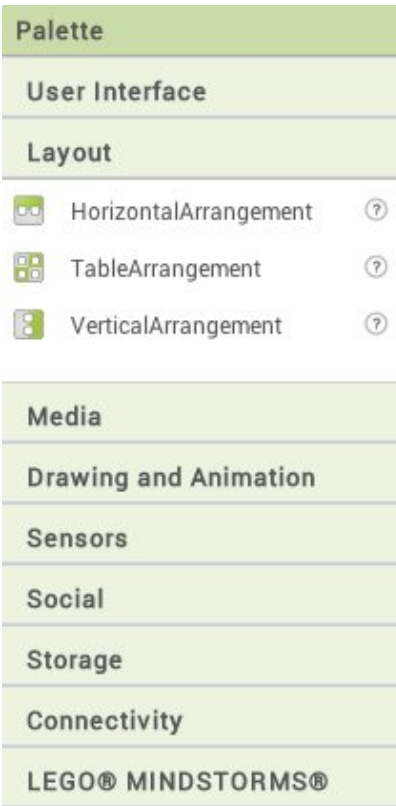 Palette
User Interface
Layout
HorizontalArrangement ?
TableArrangement ?
VerticalArrangement ?
Media
Drawing and Animation
Sensors
Social
Storage
Connectivity
LEGO® MINDSTORMS®